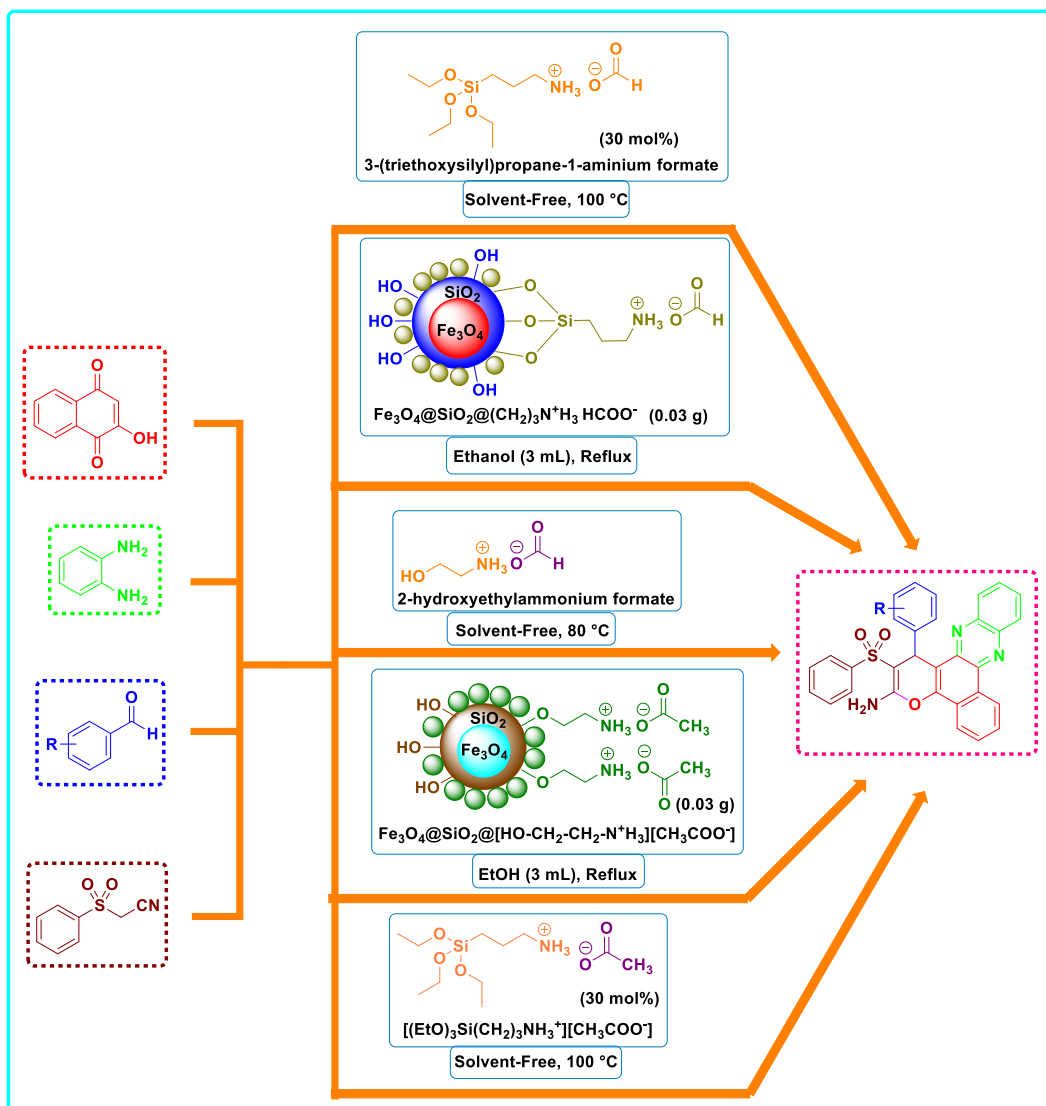 O
O
OH
NH2
NH2
R
O
H
O O
S
CN
O
O
Si
O
O
⊕
NH3
⊖
O
O
H
(30 mol%)
3-(triethoxysilyl)propane-1-aminium formate
Solvent-Free, 100 °C
OH
HO
HO
HO
OH
SiO2
Fe3O4
O
O
O
Si
⊕
NH3
⊖
O
O
H
Fe3O4@SiO2@(CH2)3N+H3 HCOO- (0.03 g)
Ethanol (3 mL), Reflux
HO
⊕
NH3
⊖
O
O
H
2-hydroxyethylammonium formate
Solvent-Free, 80 °C
HO
HO
HO
SiO2
Fe3O4
O
⊕
NH3
⊖
O
O
CH3
O
⊕
NH3
⊖
O
CH3
O
(0.03 g)
Fe3O4@SiO2@[HO-CH2-CH2-N+H3][CH3COO-]
EtOH (3 mL), Reflux
O
Si
O
O
⊕
NH3
⊖
O
O
CH3
(30 mol%)
[(EtO)3Si(CH2)3NH3+][CH3COO-]
Solvent-Free, 100 °C
R
O O
S
N
N
H2N
O